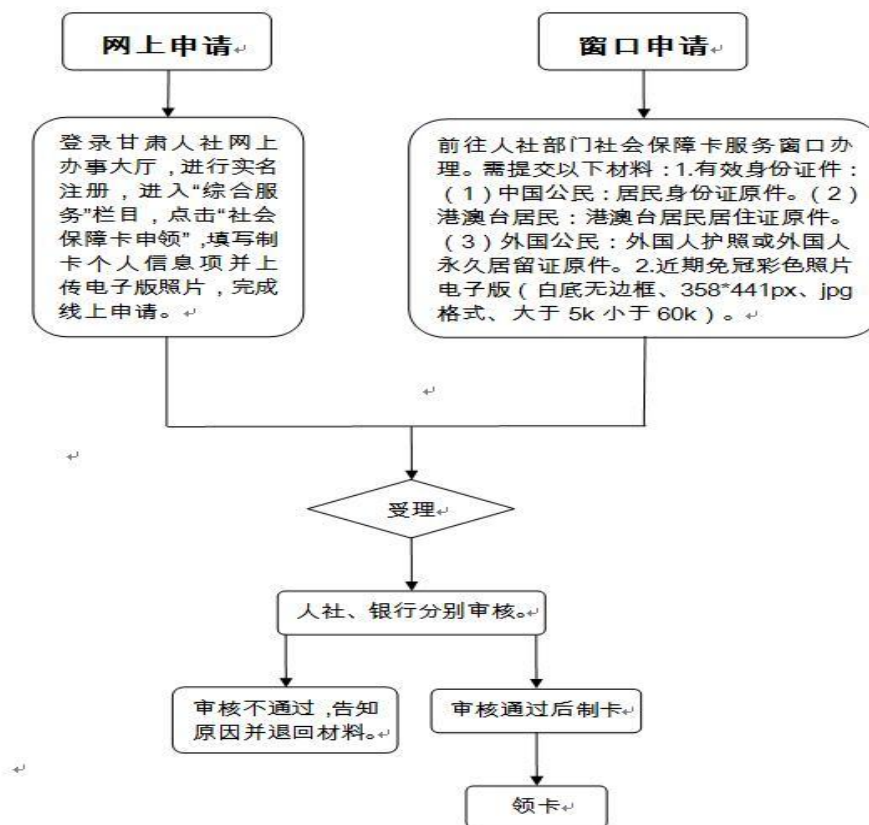 网上申请
窗口申请
登录甘肃人社网上
办事大厅，进行实名
注册，进入“综合服
务”栏目，点击“社会
保障卡申领”,填写制
卡个人信息项并上
传电子版照片，完成
线上申请。
前往人社部门社会保障卡服务窗口办
理。需提交以下材料：1.有效身份证件：
（1）中国公民：居民身份证原件。（2）
港澳台居民：港澳台居民居住证原件。
（3）外国公民：外国人护照或外国人
永久居留证原件。2.近期免冠彩色照片
电子版（白底无边框、358*441px、jpg
格式、大于 5k 小于 60k）。
受理
人社、银行分别审核。
审核不通过,告知
原因并退回材料。
审核通过后制卡
领卡